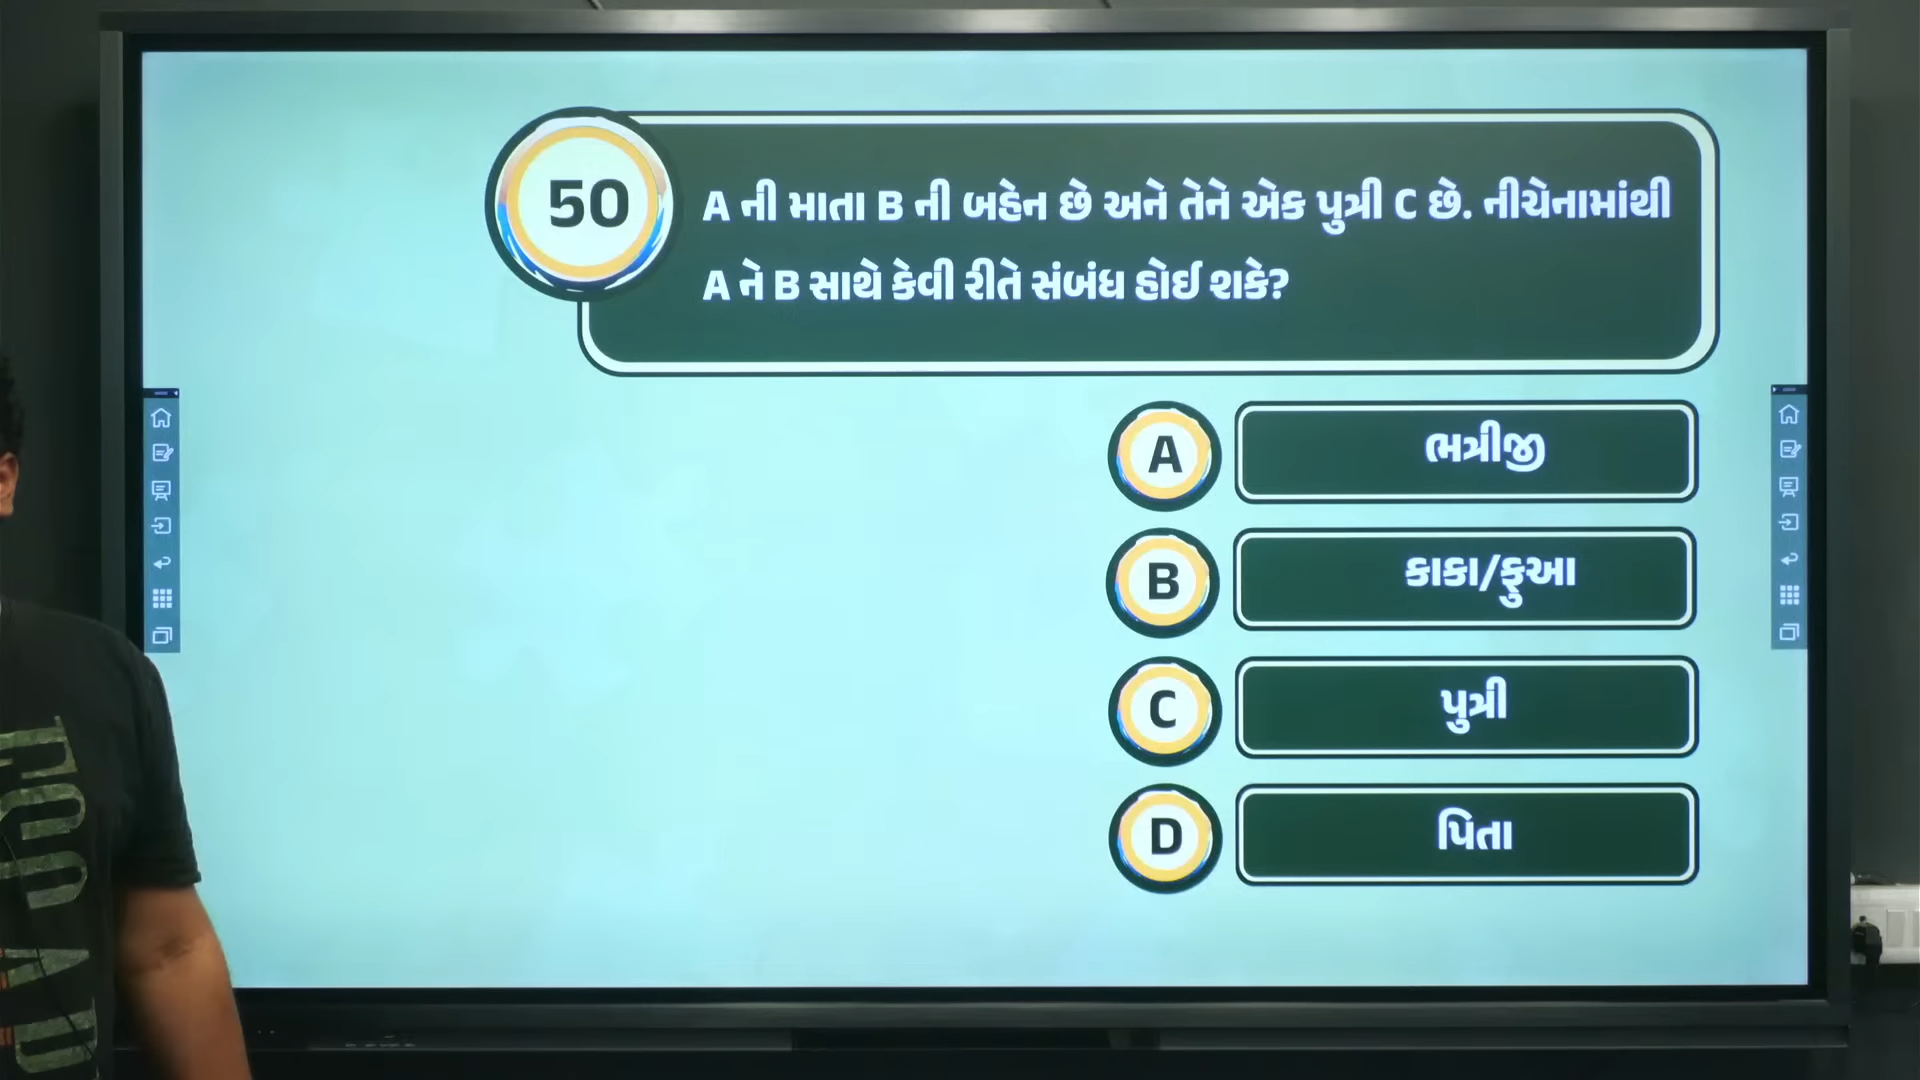 50
A ની માતા B ની બહેન છે અને તેને એક પુત્રી C છે. નીચેનામાંથી
A ને B સાથે કેવી રીતે સંબંધ હોઈ શકે?
A
ભત્રીજી
B
કાકા/ફુઆ
C
પુત્રી
D
પિતા